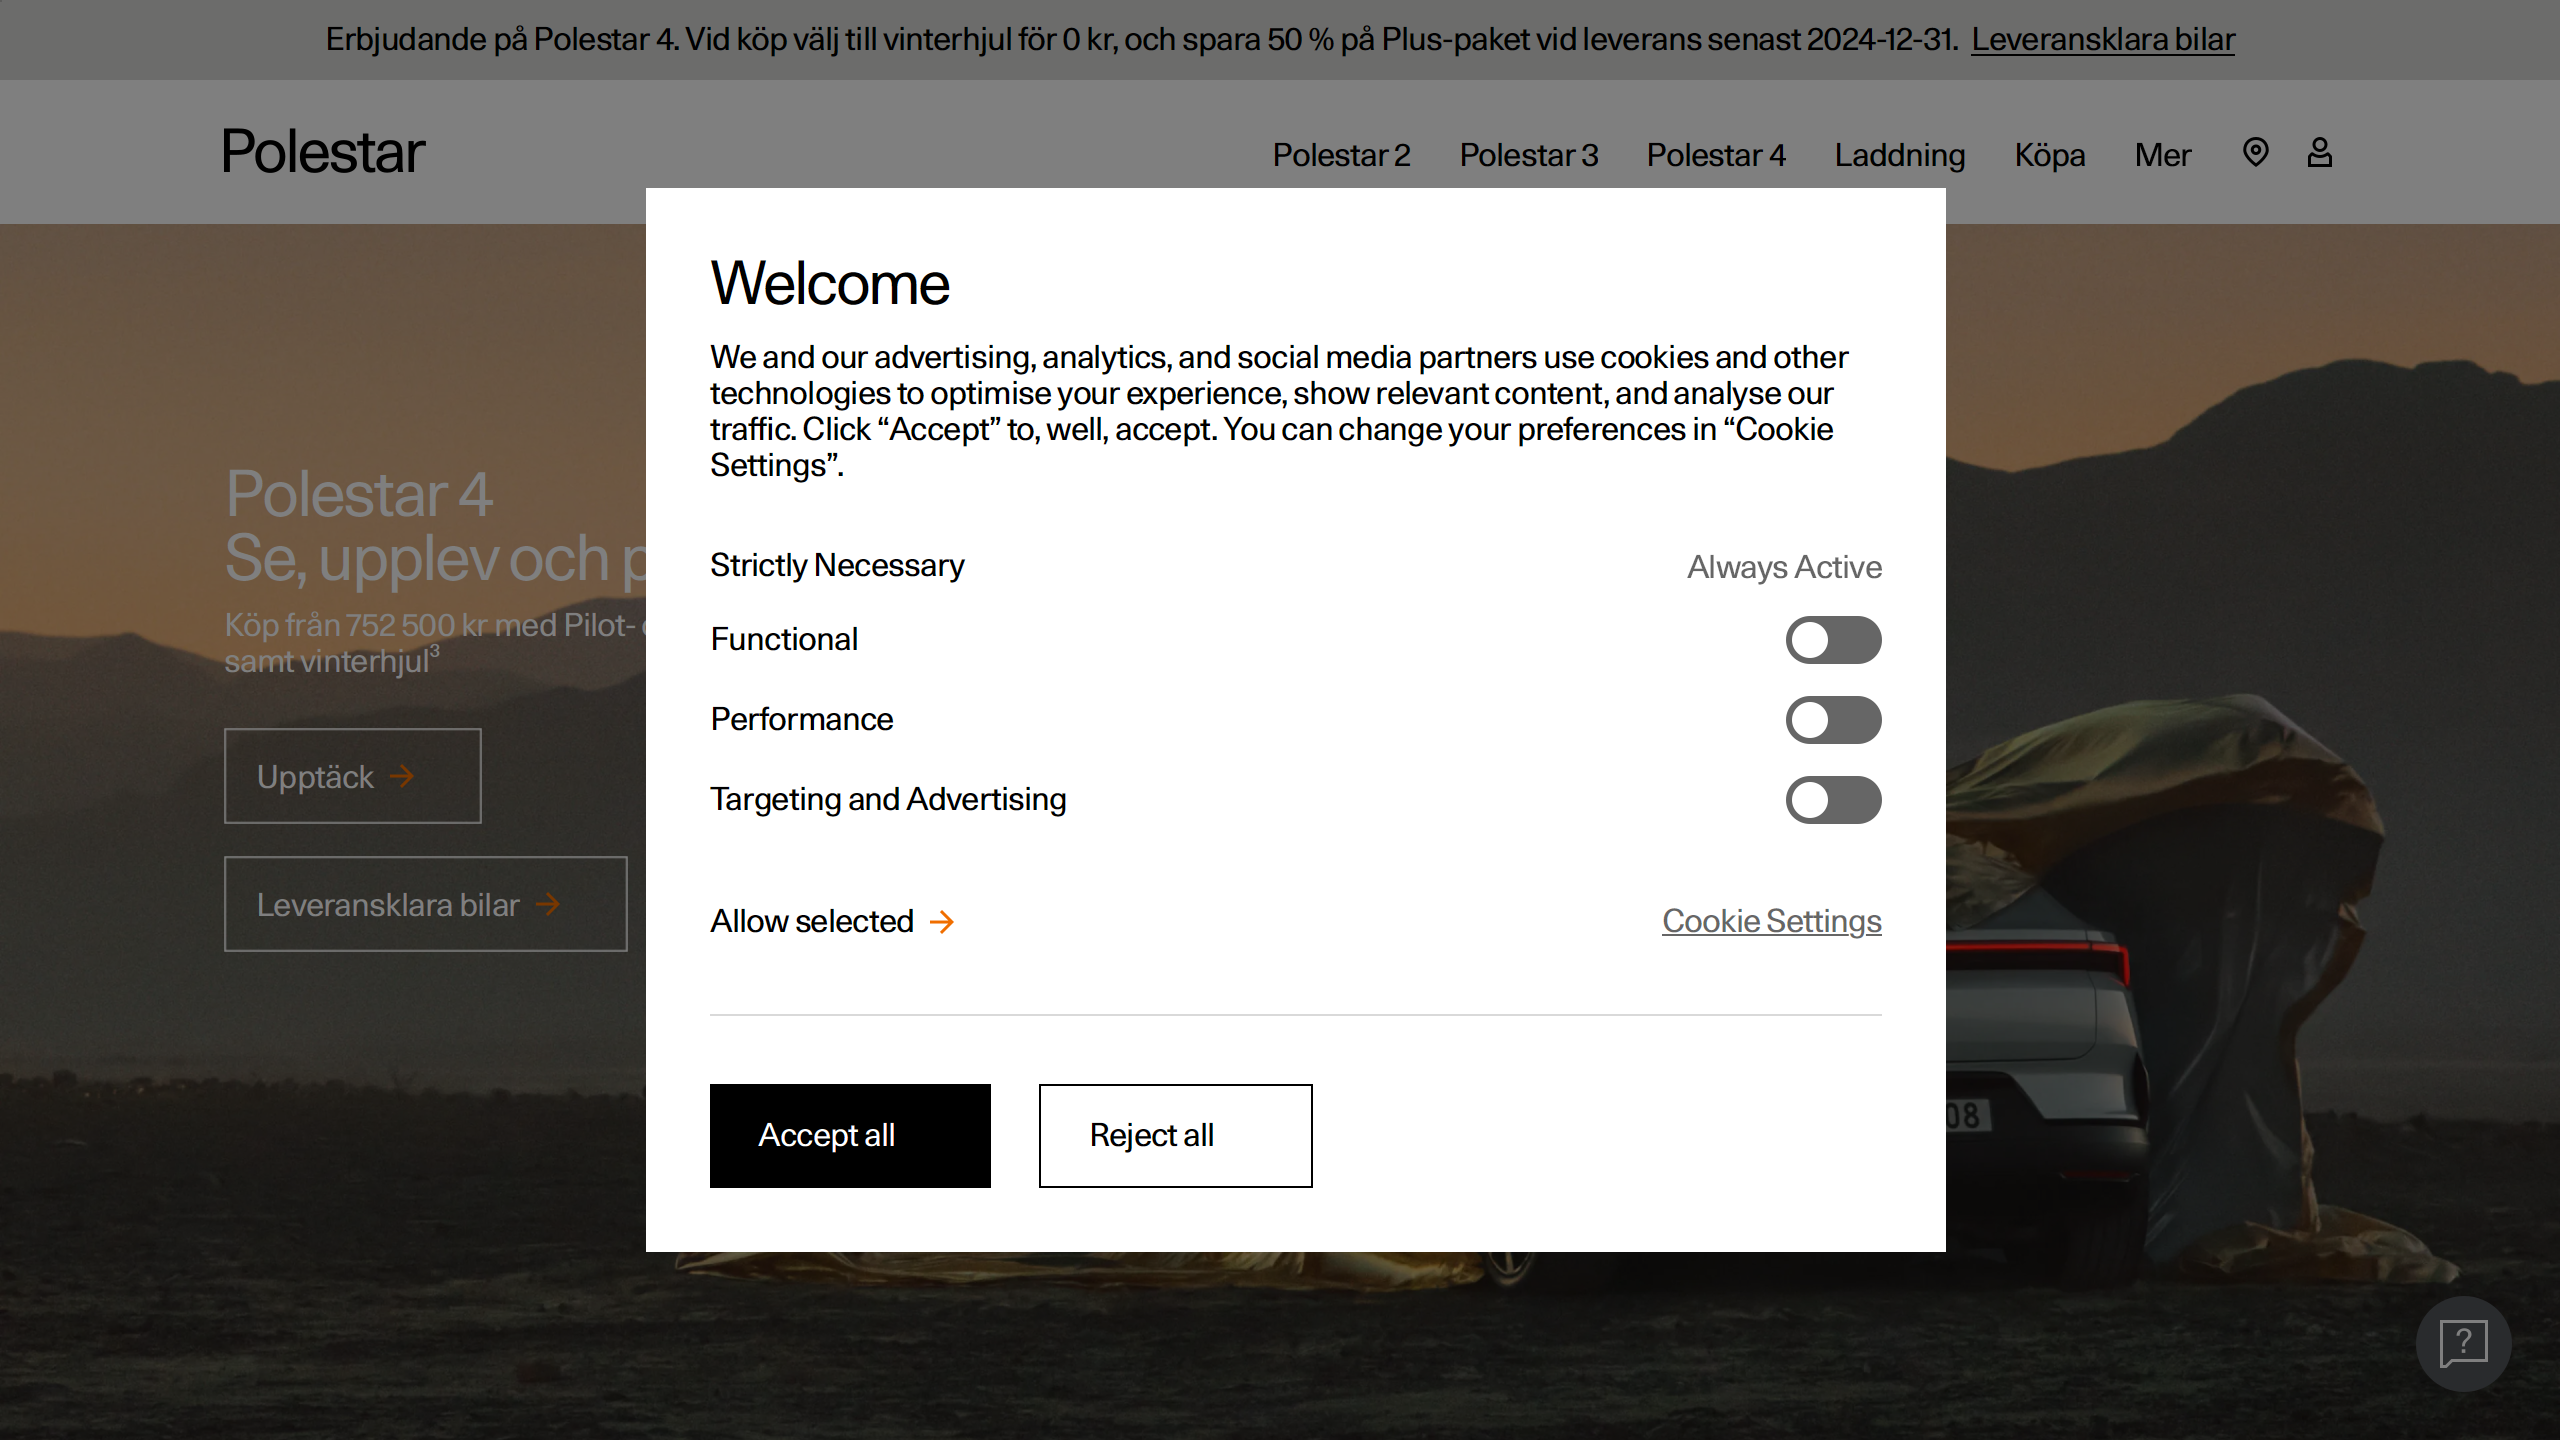 Erbjudande på Polestar 4. Vid köp välj till vinterhjul för 0 kr, och spara 50 % på Plus-paket vid leverans senast 2024-12-31. Leveransklara bilar
Polestar
Polestar 2 Polestar 3 Polestar 4 Laddning Köpa Mer
Welcome
We and our advertising, analytics, and social media partners use cookies and other
technologies to optimise your experience, show relevant content, and analyse our
traffic. Click “Accept” to, well, accept. You can change your preferences in “Cookie
Settings”.
Strictly Necessary Always Active
Functional
Performance
Targeting and Advertising
Allow selected Cookie Settings
Accept all Reject all
Polestar 4
Se, upplev och
Köp från 752 500 kr med Pilot-
samt vinterhjul³
Upptäck
Leveransklara bilar
08
?